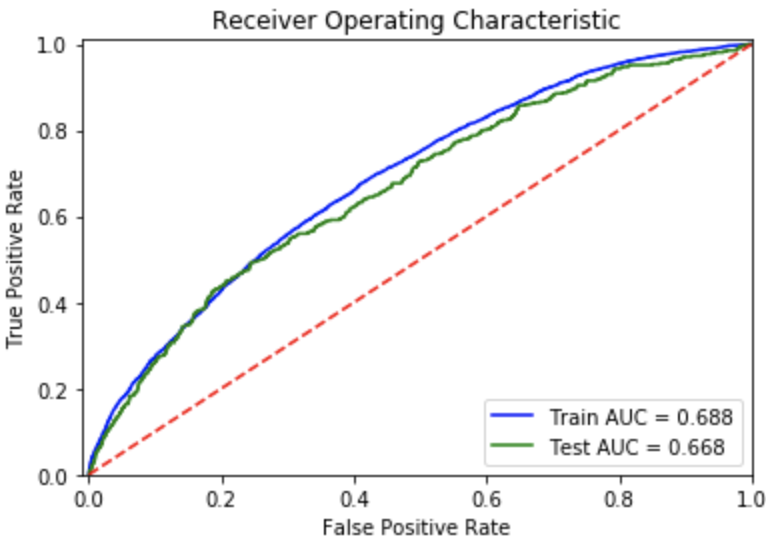 Receiver Operating Characteristic
1.0
0.8
0.6
0.4
0.2
0.0
True Positive Rate
Train AUC = 0.688
Test AUC = 0.668
0.0 0.2 0.4 0.6 0.8 1.0
False Positive Rate